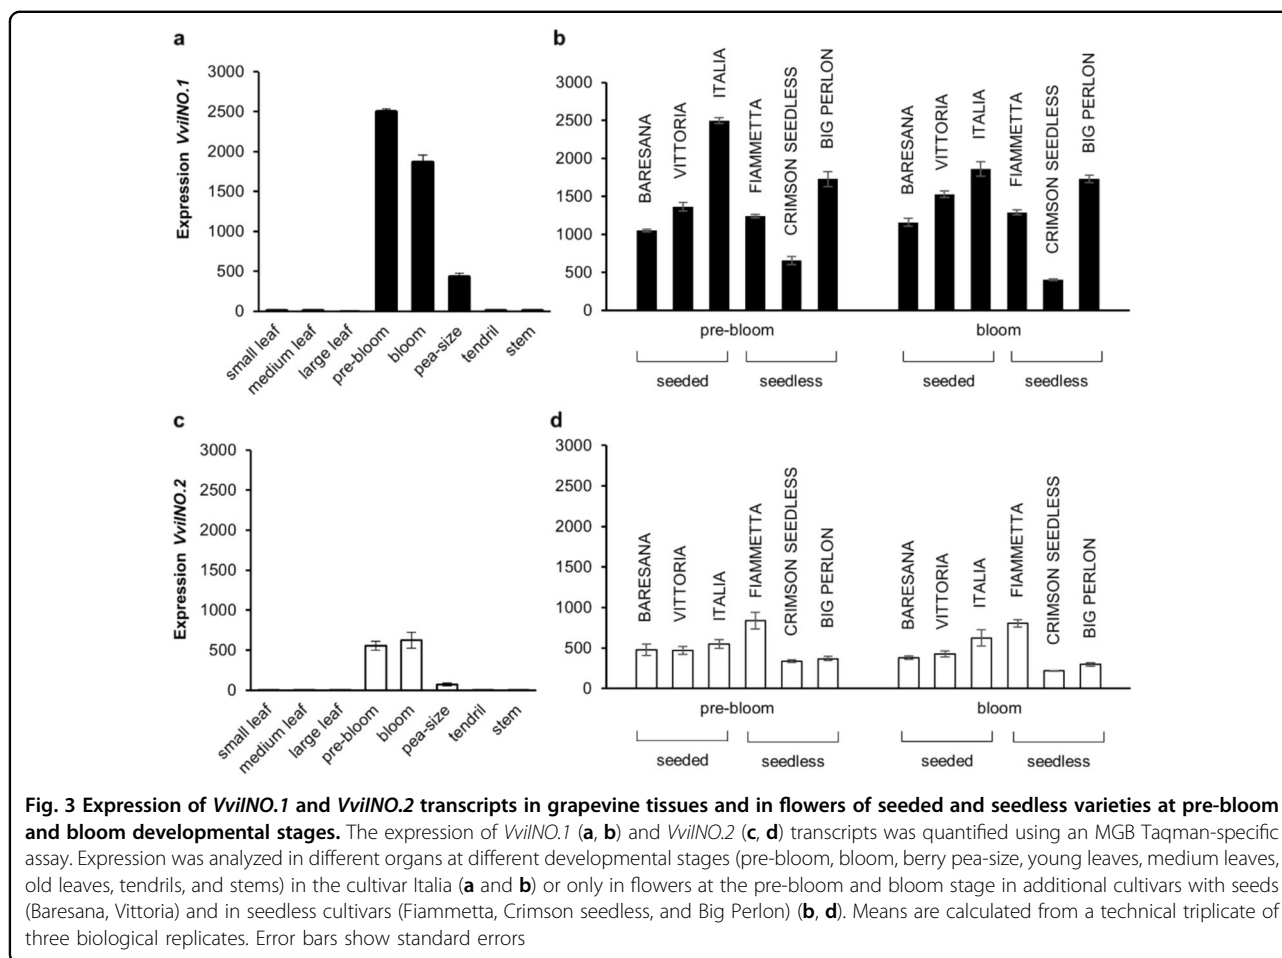 a
Expression VviINO.1
3000
2500
2000
1500
1000
500
0
small leaf
medium leaf
large leaf
pre-bloom
bloom
pea-size
tendril
stem
b
3000
2500
2000
1500
1000
500
0
BARESANA
VITTORIA
ITALIA
FIAMMETTA
CRIMSON SEEDLESS
BIG PERLON
BARESANA
VITTORIA
ITALIA
FIAMMETTA
CRIMSON SEEDLESS
BIG PERLON
pre-bloom
bloom
seeded
seedless
seeded
seedless
c
Expression VviINO.2
3000
2500
2000
1500
1000
500
0
small leaf
medium leaf
large leaf
pre-bloom
bloom
pea-size
tendril
stem
d
3000
2500
2000
1500
1000
500
0
BARESANA
VITTORIA
ITALIA
FIAMMETTA
CRIMSON SEEDLESS
BIG PERLON
BARESANA
VITTORIA
ITALIA
FIAMMETTA
CRIMSON SEEDLESS
BIG PERLON
pre-bloom
bloom
seeded
seedless
seeded
seedless
Fig. 3 Expression of VviINO.1 and VviINO.2 transcripts in grapevine tissues and in flowers of seeded and seedless varieties at pre-bloom
and bloom developmental stages. The expression of VviINO.1 (a, b) and VviINO.2 (c, d) transcripts was quantified using an MGB Taqman-specific
assay. Expression was analyzed in different organs at different developmental stages (pre-bloom, bloom, berry pea-size, young leaves, medium leaves,
old leaves, tendrils, and stems) in the cultivar Italia (a and b) or only in flowers at the pre-bloom and bloom stage in additional cultivars with seeds
(Baresana, Vittoria) and in seedless cultivars (Fiammetta, Crimson seedless, and Big Perlon) (b, d). Means are calculated from a technical triplicate of
three biological replicates. Error bars show standard errors